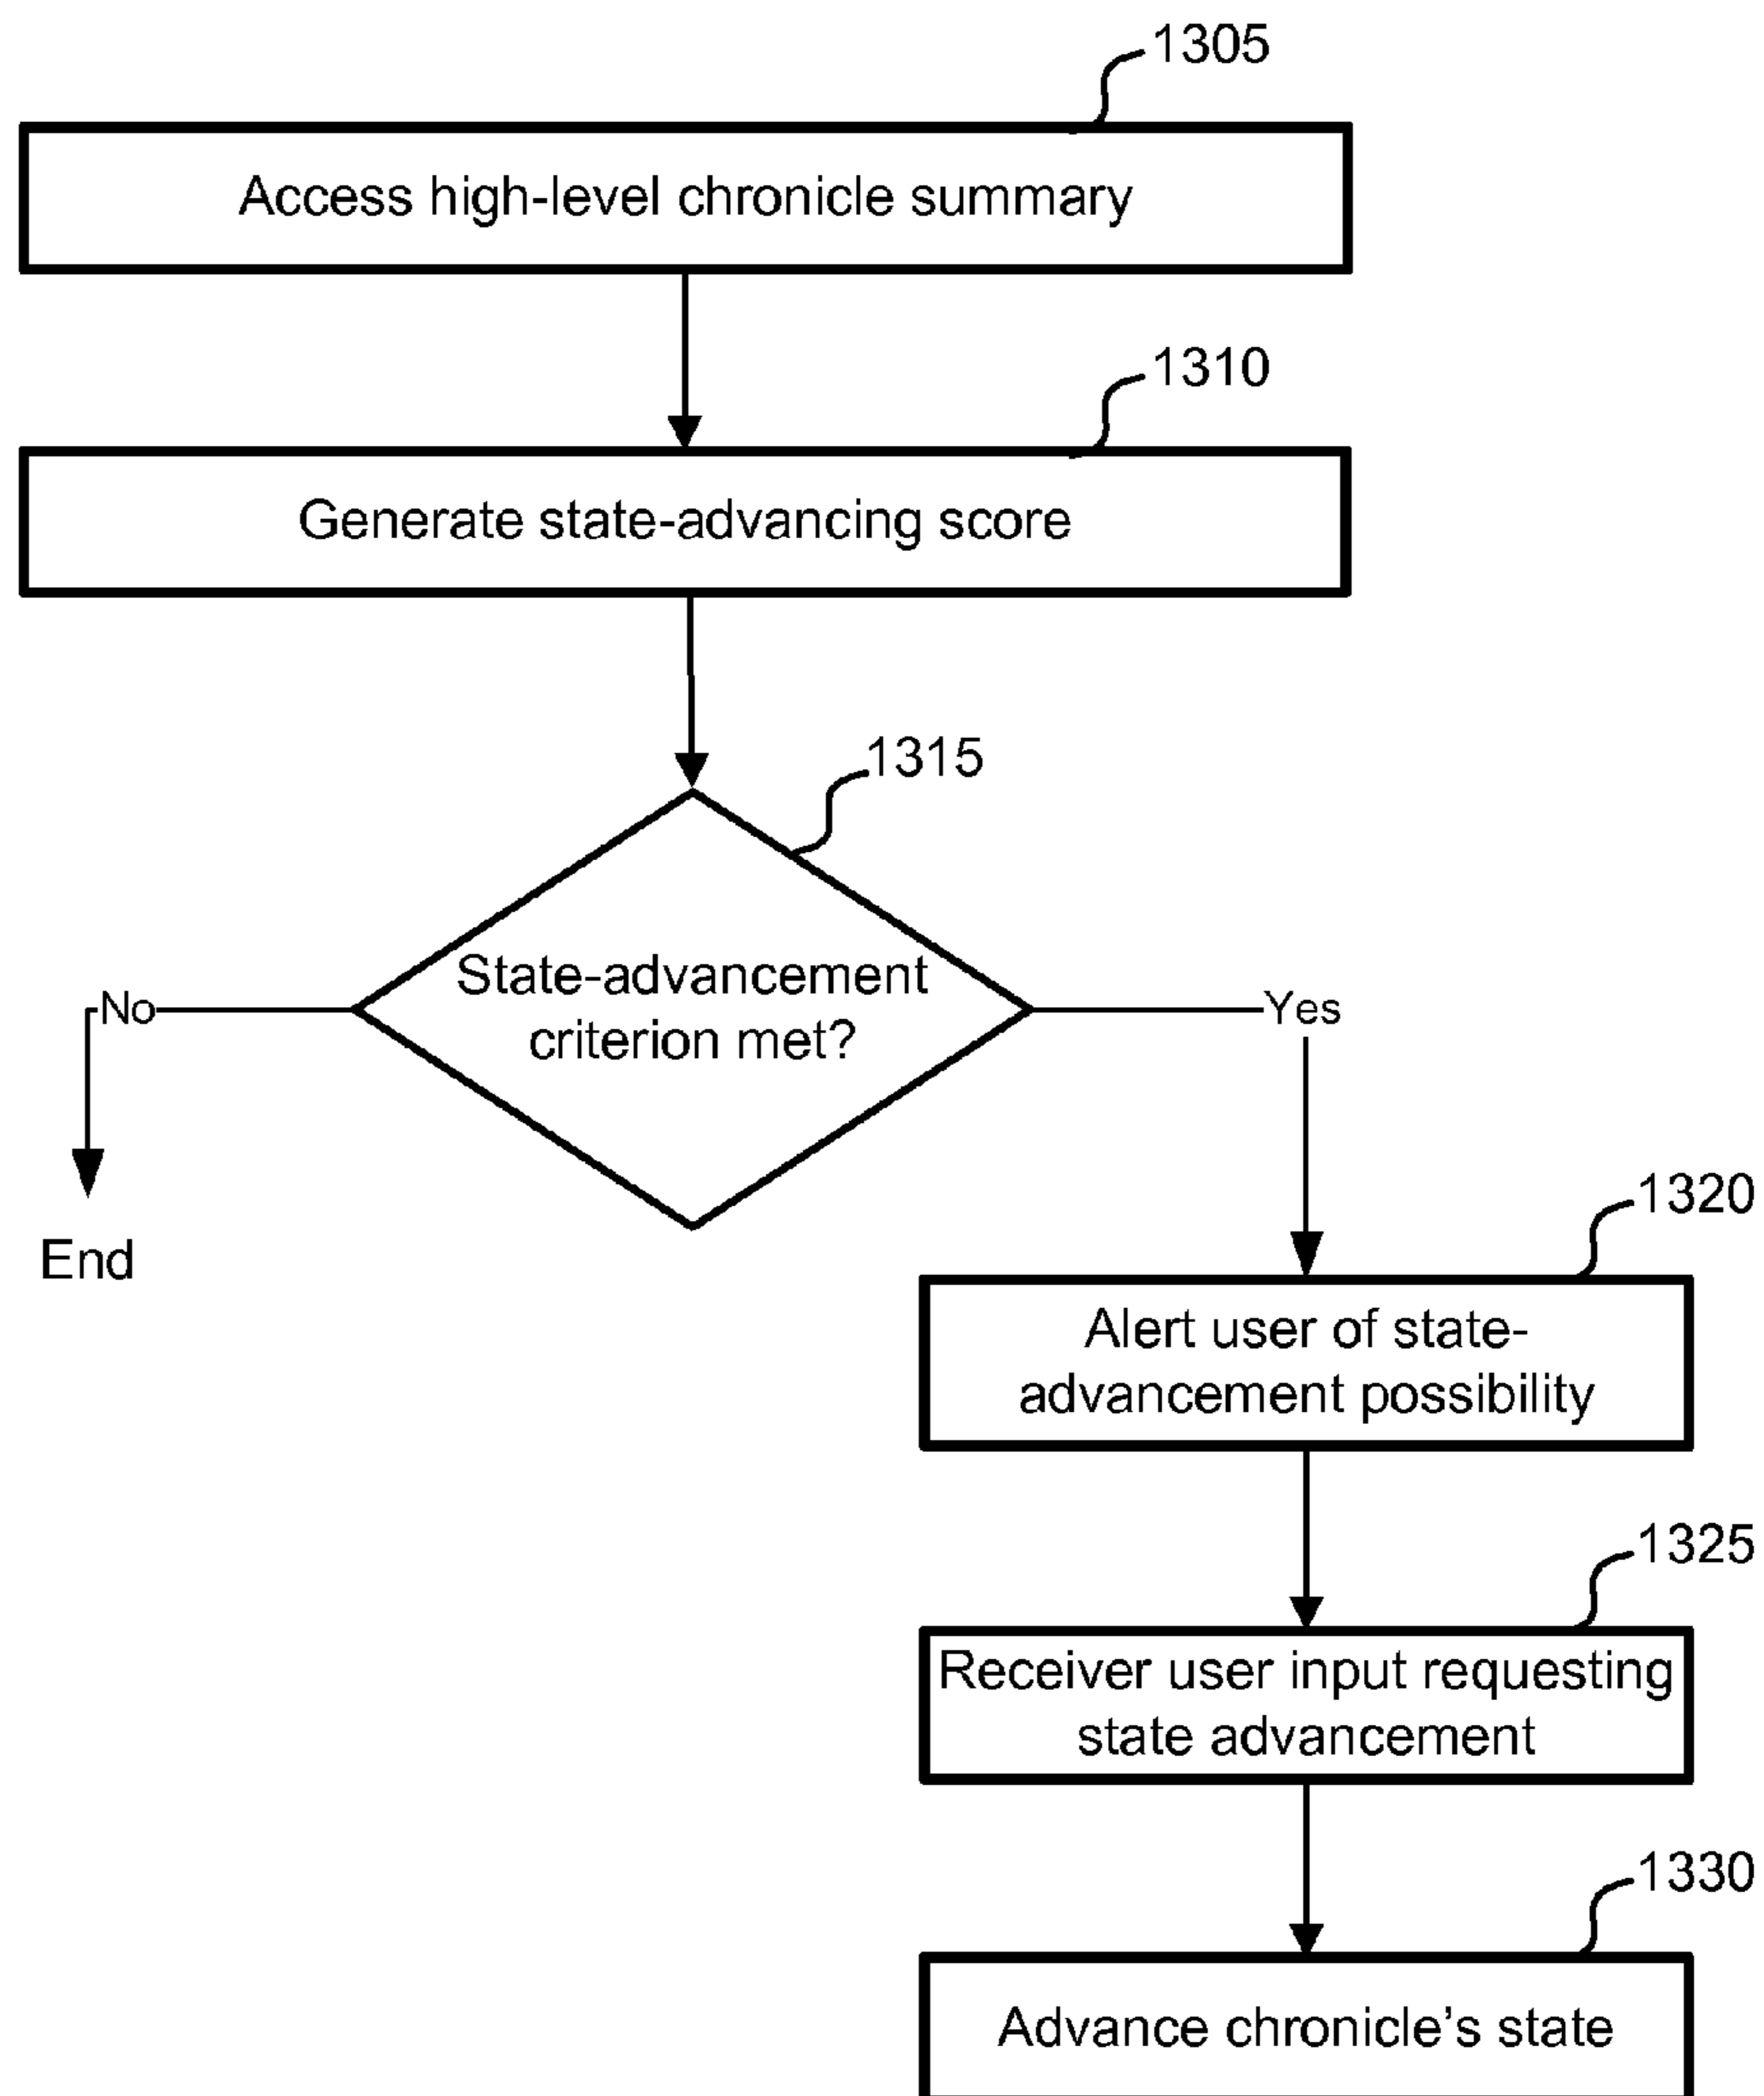 1305
Access high-level chronicle summary
1310
Generate state-advancing score
1315
State-advancement
criterion met?
No
Yes
End
1320
Alert user of state-
advancement possibility
1325
Receiver user input requesting
state advancement
1330
Advance chronicle's state